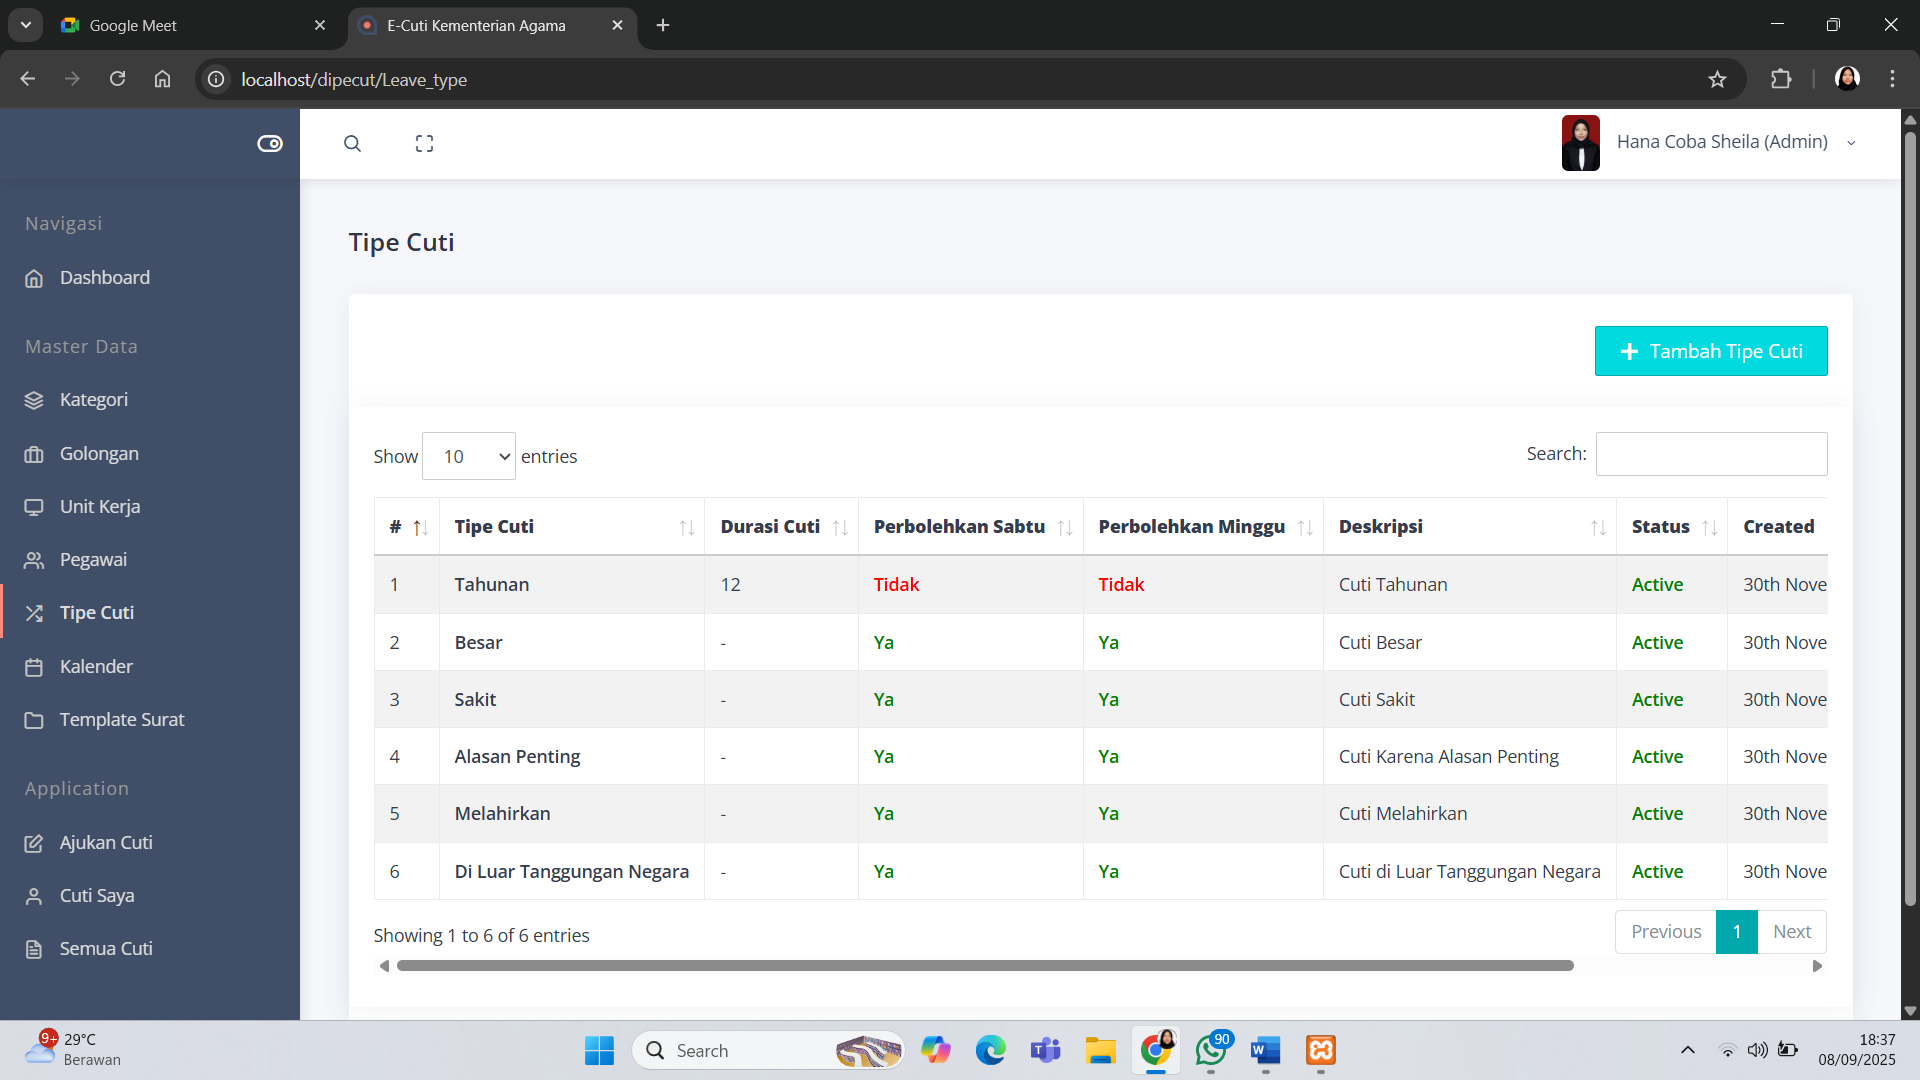 Google Meet
E-Cuti Kementerian Agama
localhost/dipecut/Leave_type
Hana Coba Sheila (Admin)
Navigasi
Dashboard
Master Data
Kategori
Golongan
Unit Kerja
Pegawai
Tipe Cuti
Kalender
Template Surat
Application
Ajukan Cuti
Cuti Saya
Semua Cuti
Tipe Cuti
Tambah Tipe Cuti
Show 10 entries
Search:
# Tipe Cuti Durasi Cuti Perbolehkan Sabtu Perbolehkan Minggu Deskripsi Status Created
1 Tahunan 12 Tidak Tidak Cuti Tahunan Active 30th Nove
2 Besar - Ya Ya Cuti Besar Active 30th Nove
3 Sakit - Ya Ya Cuti Sakit Active 30th Nove
4 Alasan Penting - Ya Ya Cuti Karena Alasan Penting Active 30th Nove
5 Melahirkan - Ya Ya Cuti Melahirkan Active 30th Nove
6 Di Luar Tanggungan Negara - Ya Ya Cuti di Luar Tanggungan Negara Active 30th Nove
Showing 1 to 6 of 6 entries
Previous 1 Next
9+
29°C
Berawan
Search
90
18:37
08/09/2025